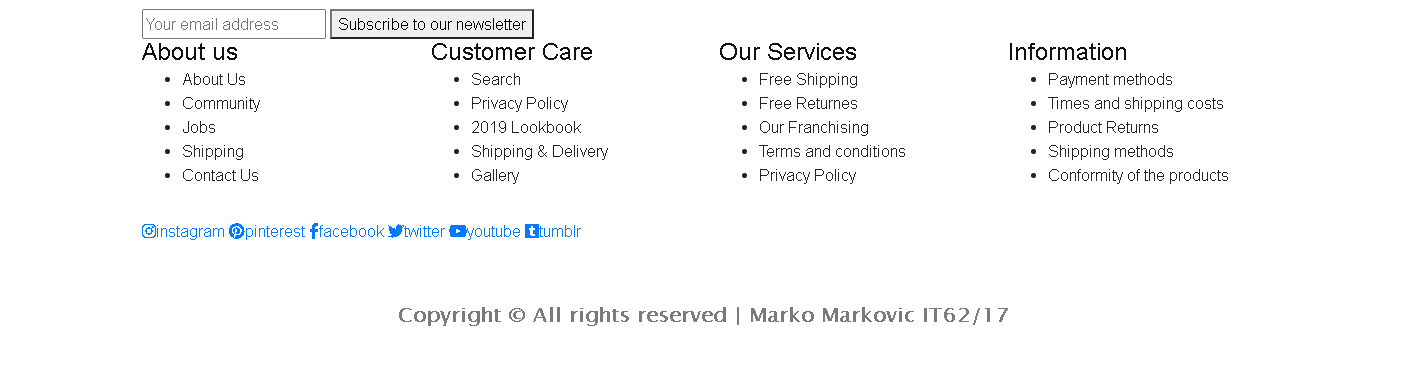 Your email address Subscribe to our newsletter
About us
About Us
Community
Jobs
Shipping
Contact Us
Customer Care
Search
Privacy Policy
2019 Lookbook
Shipping & Delivery
Gallery
Our Services
Free Shipping
Free Returnes
Our Franchising
Terms and conditions
Privacy Policy
Information
Payment methods
Times and shipping costs
Product Returns
Shipping methods
Conformity of the products
instagram pinterest facebook twitter youtube tumblr
Copyright © All rights reserved | Marko Markovic IT62/17